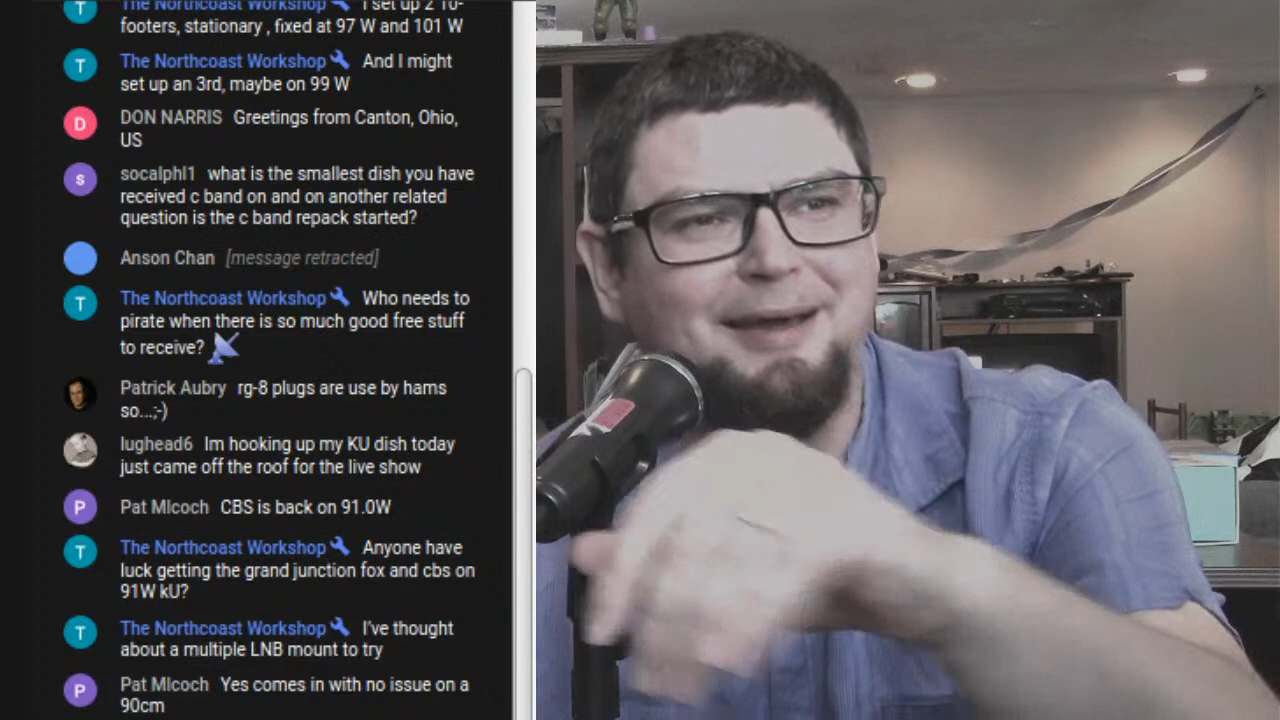 The Northcoast Workshop I set up 2 10-
footers, stationary , fixed at 97 W and 101 W
T The Northcoast Workshop And I might
set up an 3rd, maybe on 99 W
D DON NARRIS Greetings from Canton, Ohio,
US
s socalphl1 what is the smallest dish you have
received c band on and on another related
question is the c band repack started?
Anson Chan [message retracted]
T The Northcoast Workshop Who needs to
pirate when there is so much good free stuff
to receive?
Patrick Aubry rg-8 plugs are use by hams
so...;-)
lughead6 Im hooking up my KU dish today
just came off the roof for the live show
P Pat Mlcoch CBS is back on 91.0W
T The Northcoast Workshop Anyone have
luck getting the grand junction fox and cbs on
91W kU?
T The Northcoast Workshop I've thought
about a multiple LNB mount to try
P Pat Mlcoch Yes comes in with no issue on a
90cm